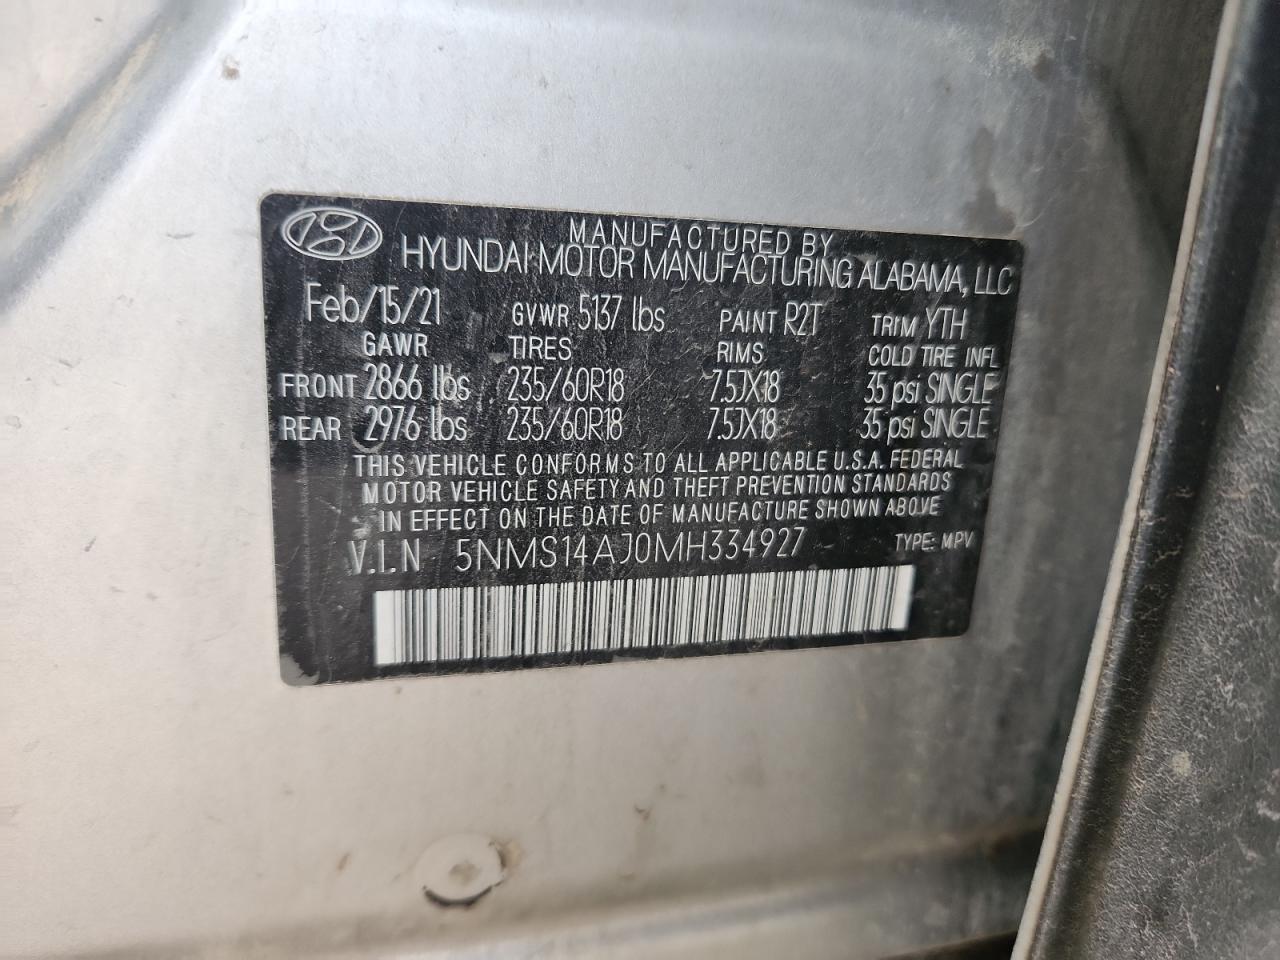 MANUFACTURED BY
HYUNDAI MOTOR MANUFACTURING ALABAMA, LLC
Feb/15/21 GVWR 5137 lbs PAINT R2T TRIM YTH
GAWR TIRES RIMS COLD TIRE INFL
FRONT 2866 lbs 235/60R18 7.5JX18 35 psi SINGLE
REAR 2976 lbs 235/60R18 7.5JX18 35 psi SINGLE
THIS VEHICLE CONFORMS TO ALL APPLICABLE U.S.A. FEDERAL
MOTOR VEHICLE SAFETY AND THEFT PREVENTION STANDARDS
IN EFFECT ON THE DATE OF MANUFACTURE SHOWN ABOVE
V.I.N 5NMS14AJ0MH334927 TYPE: MPV